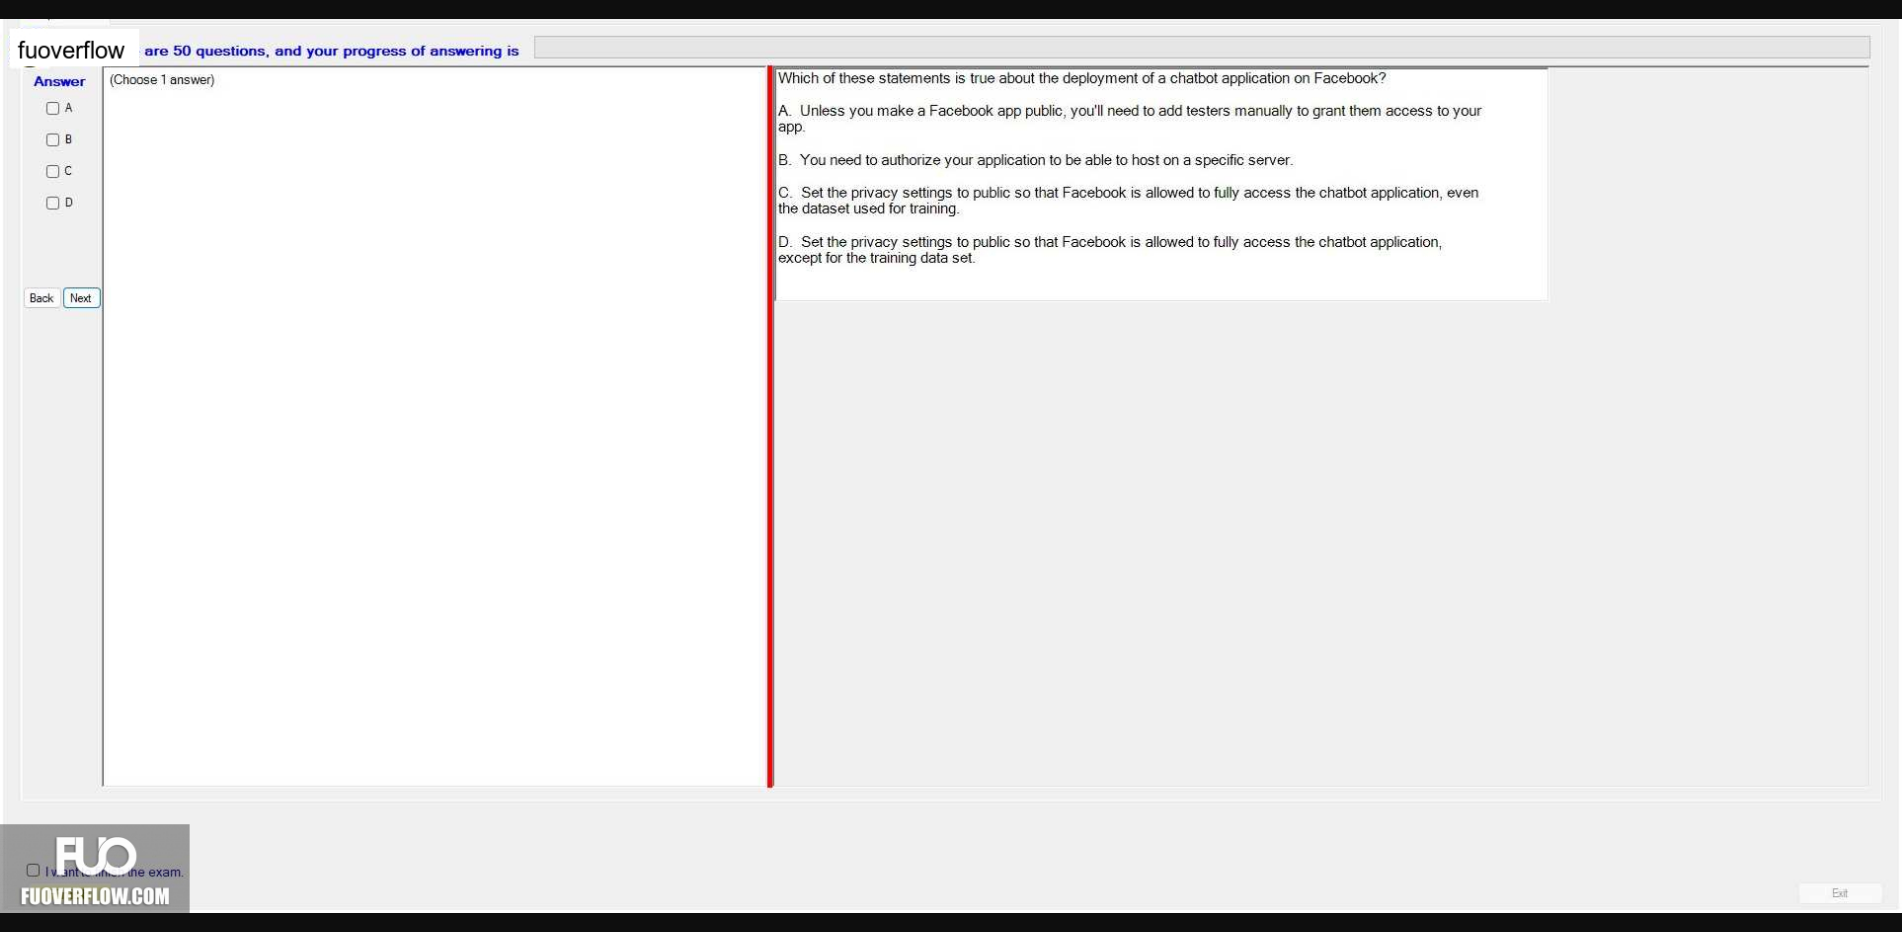 fuoverflow are 50 questions, and your progress of answering is
Answer
(Choose 1 answer)
A
B
C
D
Back Next
Which of these statements is true about the deployment of a chatbot application on Facebook?
A. Unless you make a Facebook app public, you'll need to add testers manually to grant them access to your
app.
B. You need to authorize your application to be able to host on a specific server.
C. Set the privacy settings to public so that Facebook is allowed to fully access the chatbot application, even
the dataset used for training.
D. Set the privacy settings to public so that Facebook is allowed to fully access the chatbot application,
except for the training data set.
FUO
I want to finish the exam.
FUOVERFLOW.COM
Exit